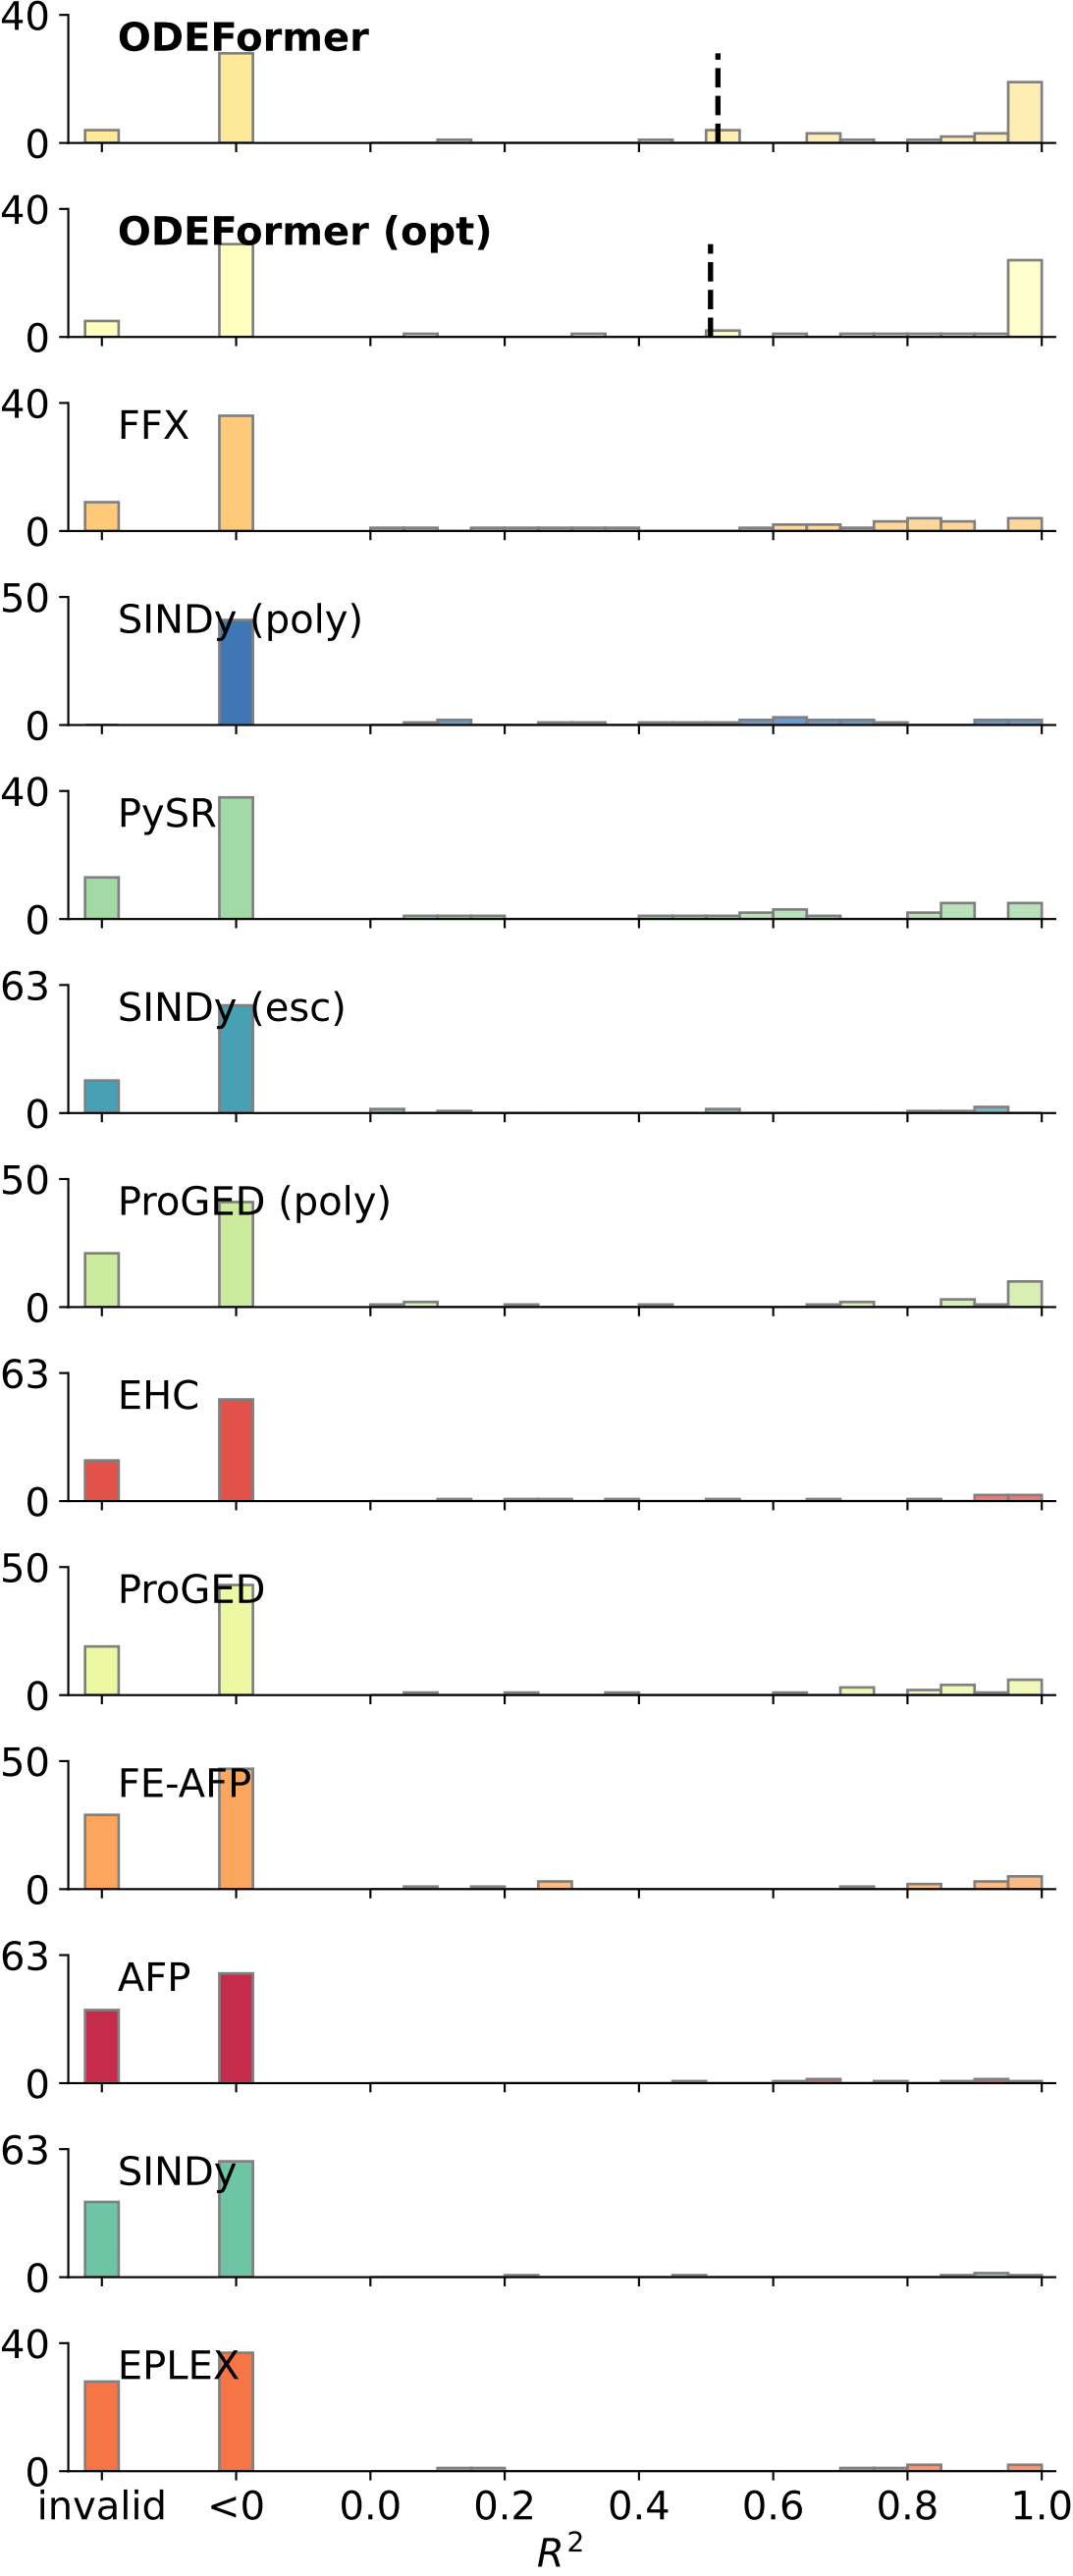 40
ODEFormer
0
40
ODEFormer (opt)
0
40
FFX
0
50
SINDy (poly)
0
40
PySR
0
63
SINDy (esc)
0
50
ProGED (poly)
0
63
EHC
0
50
ProGED
0
50
FE-AFP
0
63
AFP
0
63
SINDy
0
40
EPLEX
0
invalid <0 0.0 0.2 0.4 0.6 0.8 1.0
R²